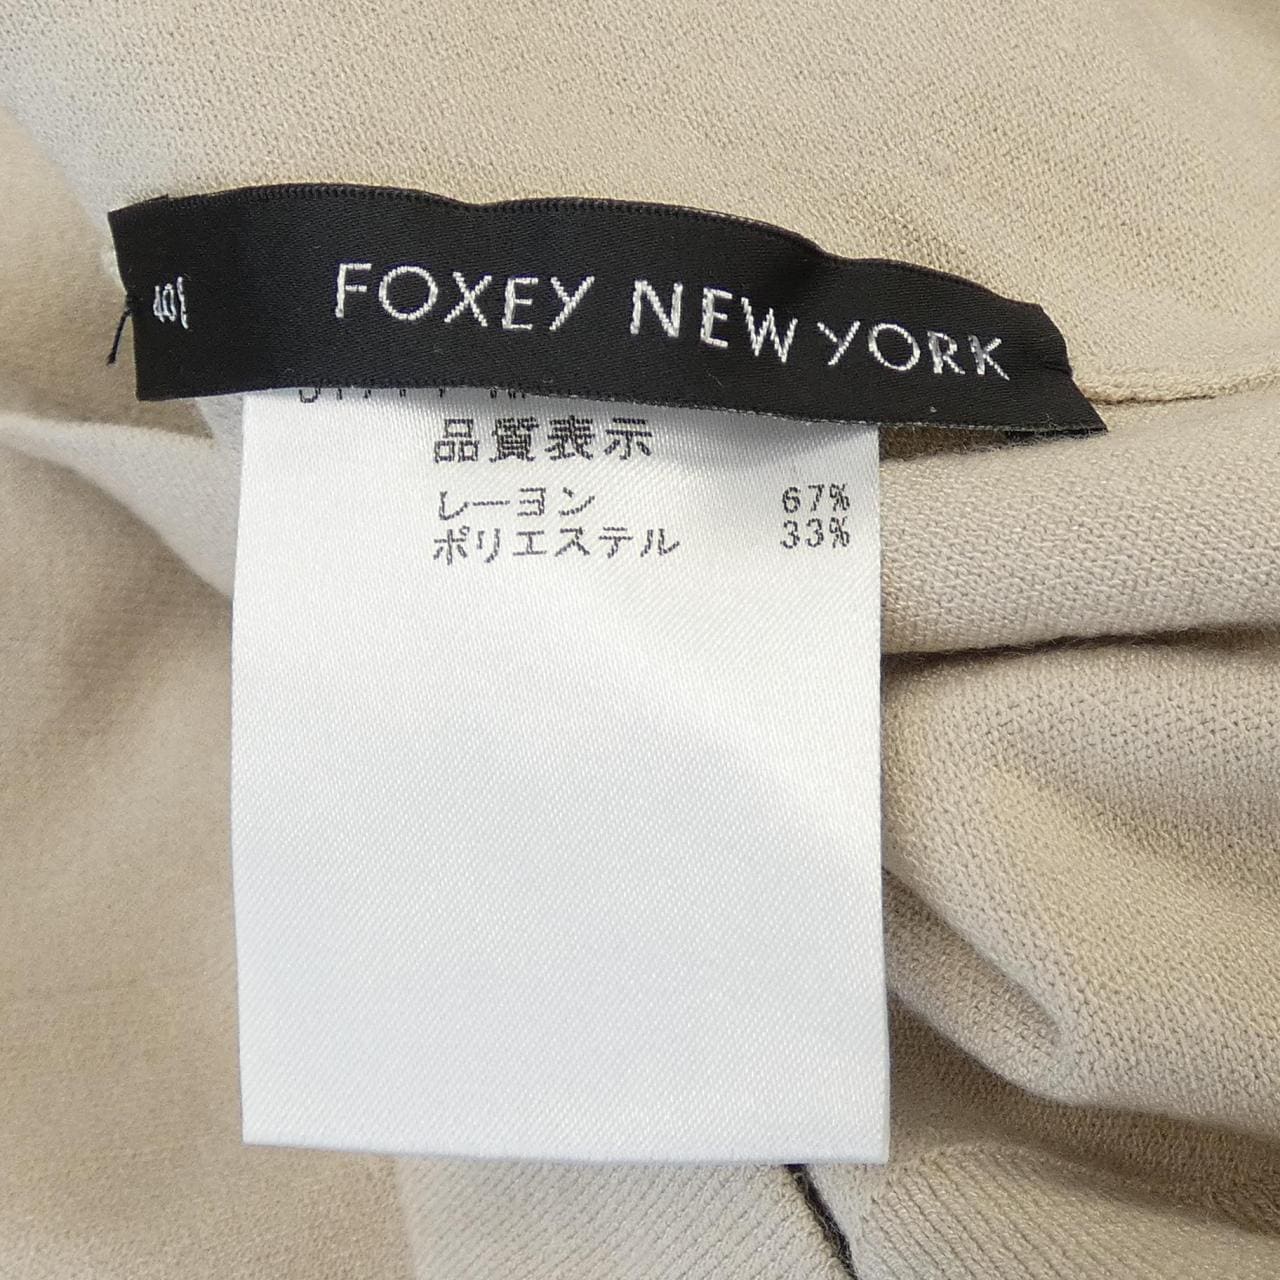 FOXEY NEW YORK
40
品質表示
レーヨン 67%
ポリエステル 33%